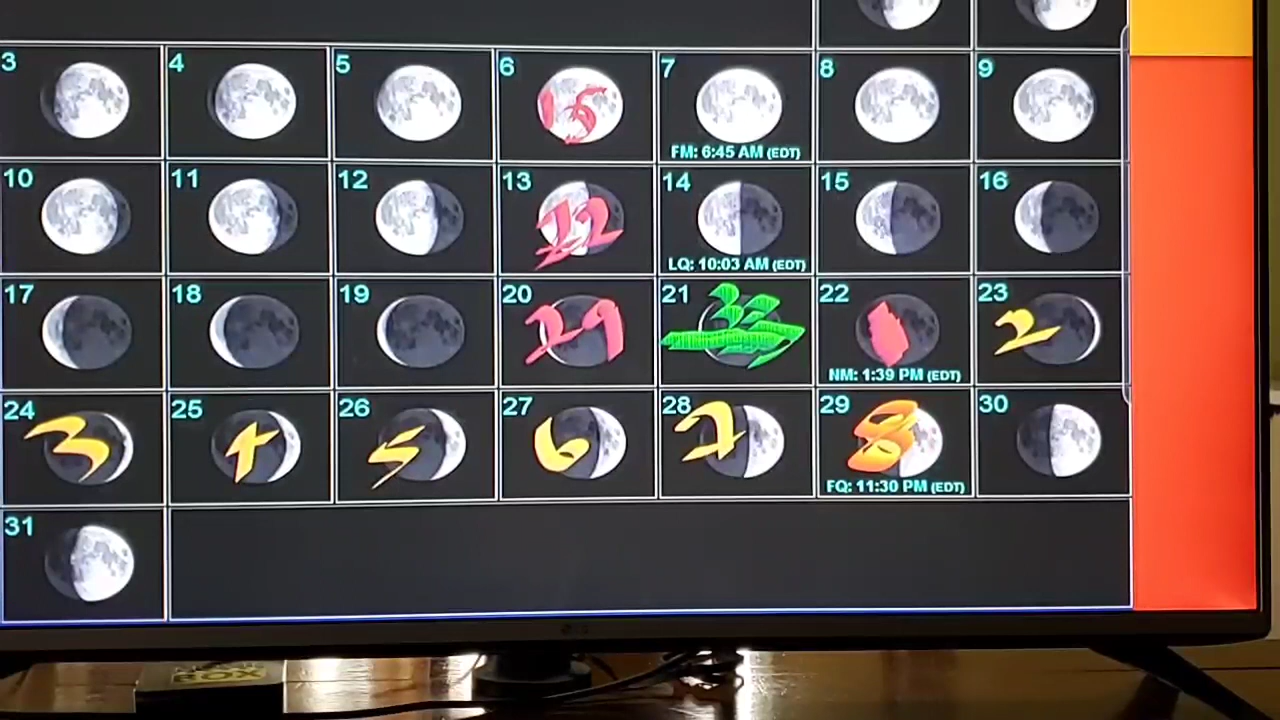 3 4 5 6 7 8 9
15
FM: 6:45 AM (EDT)
10 11 12 13 14 15 16
22
LQ: 10:03 AM (EDT)
17 18 19 20 21 22 23
29 2
NM: 1:39 PM (EDT)
24 25 26 27 28 29 30
3 4 5 6 7 8
FQ: 11:30 PM (EDT)
31
LG
BOX